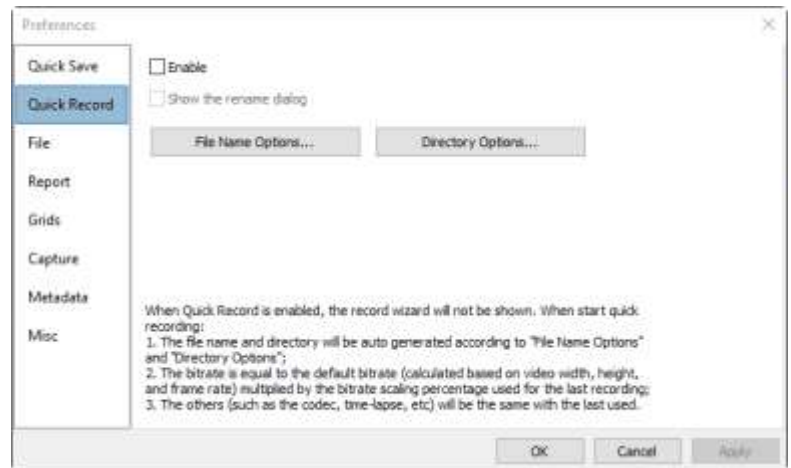 Preferences
Quick Save
Quick Record
File
Report
Grids
Capture
Metadata
Misc
Enable
Show the rename dialog
File Name Options...
Directory Options...
When Quick Record is enabled, the record wizard will not be shown. When start quick
recording:
1. The file name and directory will be auto generated according to "File Name Options"
and "Directory Options";
2. The bitrate is equal to the default bitrate (calculated based on video width, height,
and frame rate) multiplied by the bitrate scaling percentage used for the last recording;
3. The others (such as the codec, time-lapse, etc) will be the same with the last used.
OK
Cancel
Apply